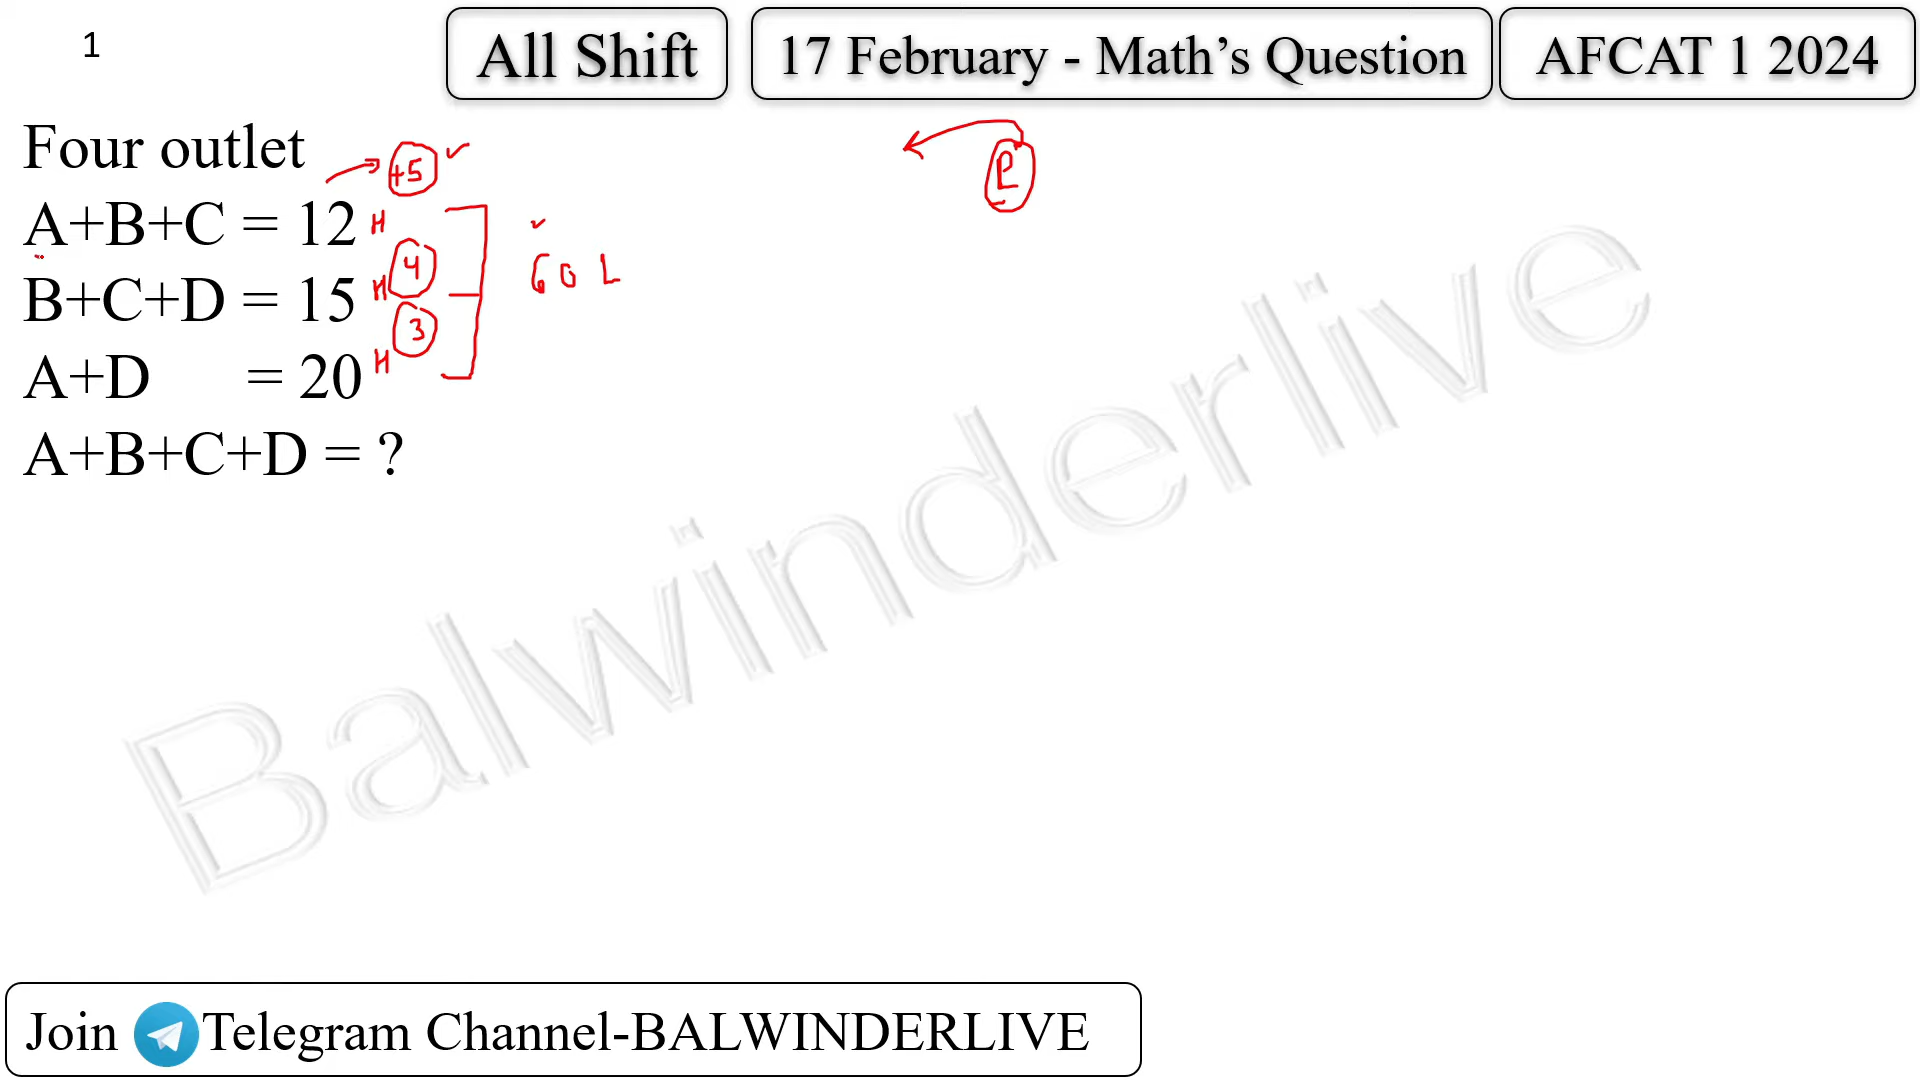 1
All Shift
17 February - Math’s Question
AFCAT 1 2024
Four outlet
+5
A+B+C = 12 H
4
B+C+D = 15 H
60 L
3
A+D = 20 H
A+B+C+D = ?
Balwinderlive
Join Telegram Channel-BALWINDERLIVE